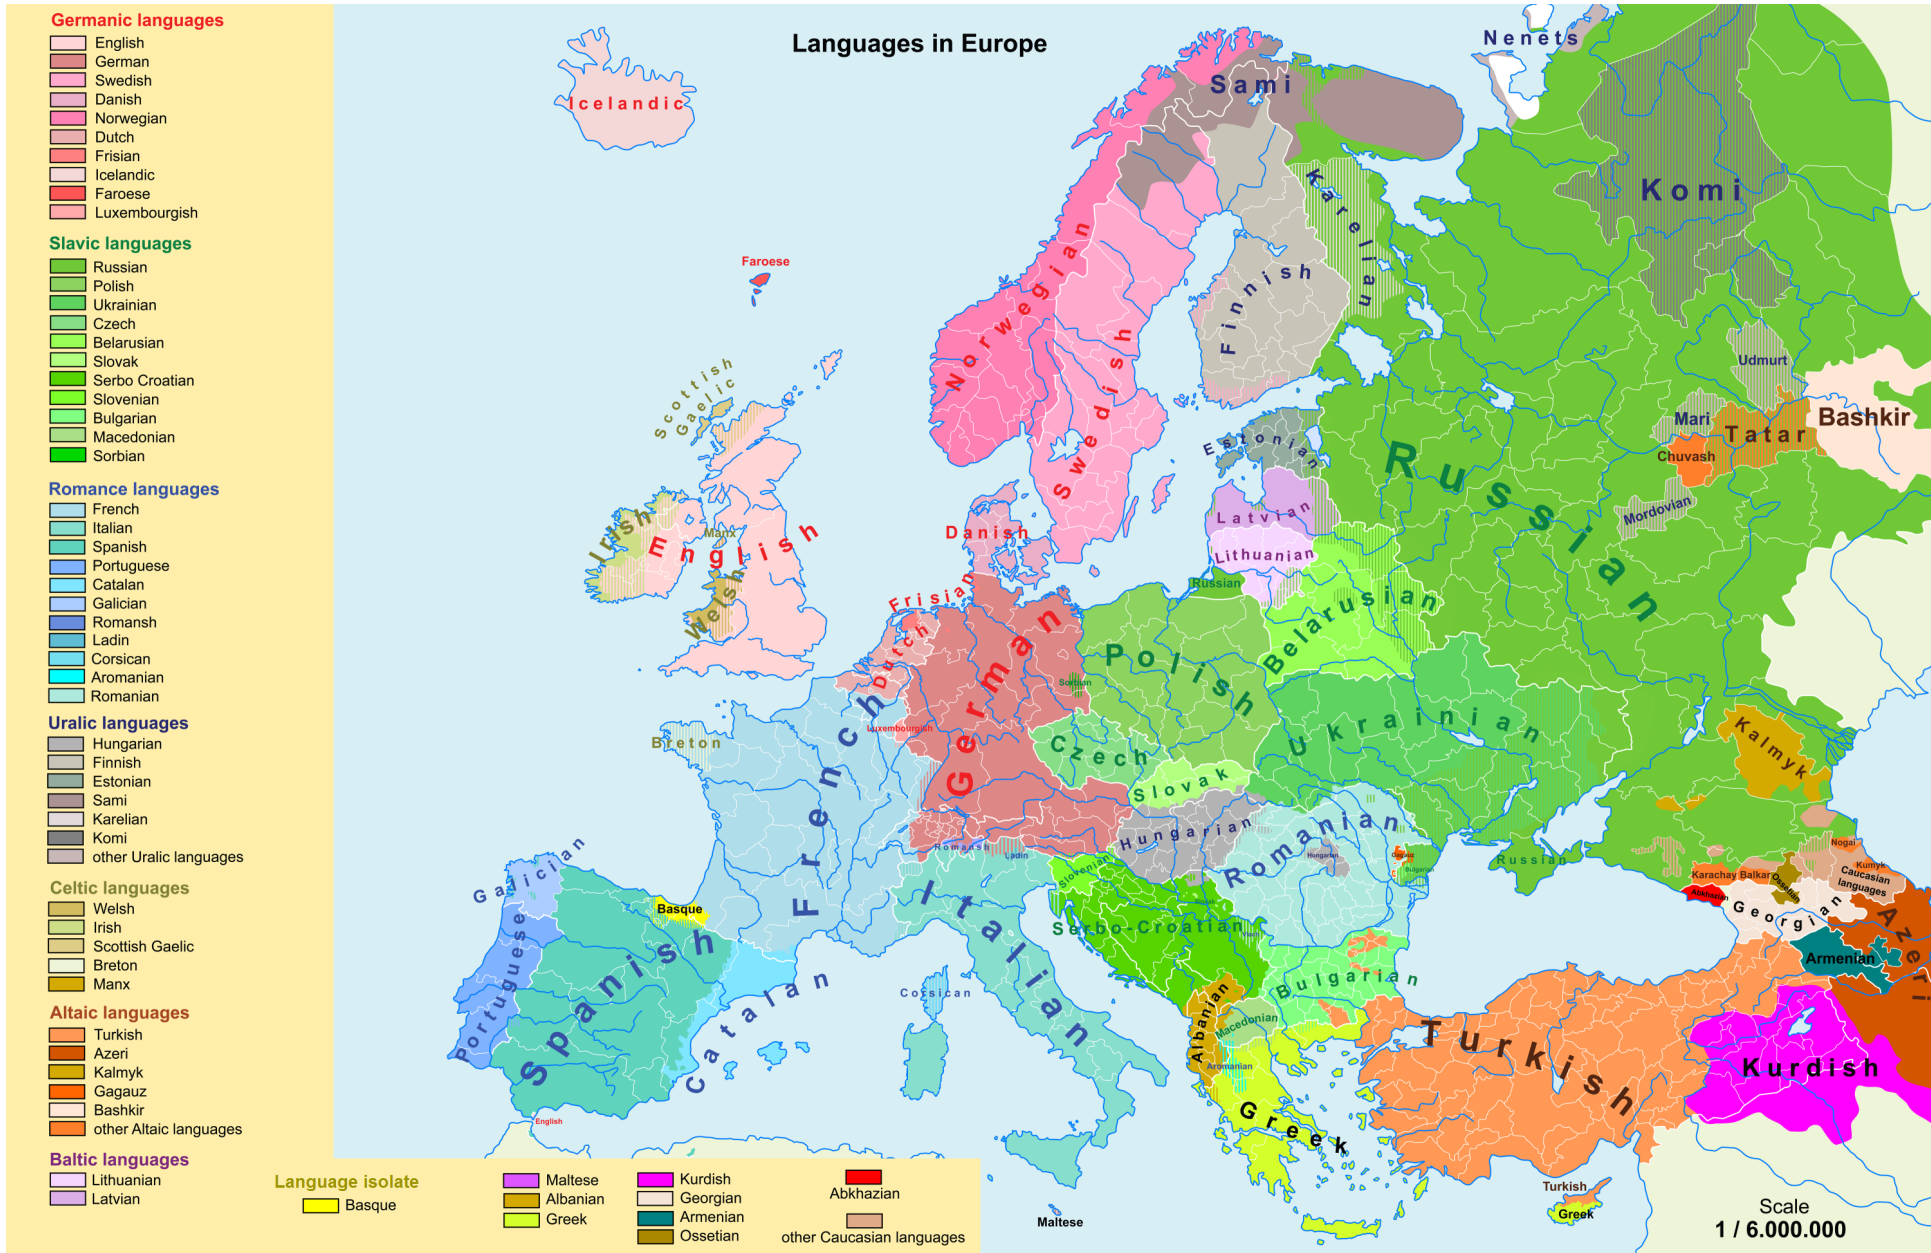 Languages in Europe
Germanic languages
English
German
Swedish
Danish
Norwegian
Dutch
Frisian
Icelandic
Faroese
Luxembourgish
Slavic languages
Russian
Polish
Ukrainian
Czech
Belarusian
Slovak
Serbo Croatian
Slovenian
Bulgarian
Macedonian
Sorbian
Romance languages
French
Italian
Spanish
Portuguese
Catalan
Galician
Romansh
Ladin
Corsican
Aromanian
Romanian
Uralic languages
Hungarian
Finnish
Estonian
Sami
Karelian
Komi
other Uralic languages
Celtic languages
Welsh
Irish
Scottish Gaelic
Breton
Manx
Altaic languages
Turkish
Azeri
Kalmyk
Gagauz
Bashkir
other Altaic languages
Baltic languages
Lithuanian
Latvian
Language isolate
Basque
Maltese
Albanian
Greek
Kurdish
Georgian
Armenian
Ossetian
Abkhazian
other Caucasian languages
Icelandic
Faroese
Scottish
Gaelic
Irish
Manx
English
Welsh
Norwegian
Swedish
Danish
Sami
Finnish
Karelian
Nenets
Komi
Udmurt
Mari
Tatar
Bashkir
Chuvash
Mordovian
Russian
Estonian
Latvian
Lithuanian
Russian
Belarusian
Frisian
Dutch
German
Polish
Sorbian
Luxembourgish
Czech
Slovak
Ukrainian
Kalmyk
Breton
French
Hungarian
Romanian
Hungarian
Gagauz
Bulgarian
Russian
Romansh
Ladin
Slovenian
Serbo-Croatian
Vlach
Galician
Basque
Portuguese
Spanish
Catalan
English
Italian
Corsican
Maltese
Bulgarian
Albanian
Macedonian
Aromanian
Greek
Turkish
Kurdish
Nogai
Kumyk
Karachay Balkar
Caucasian
languages
Ossetian
Abkhazian
Georgian
Azeri
Armenian
Turkish
Greek
Scale
1 / 6.000.000